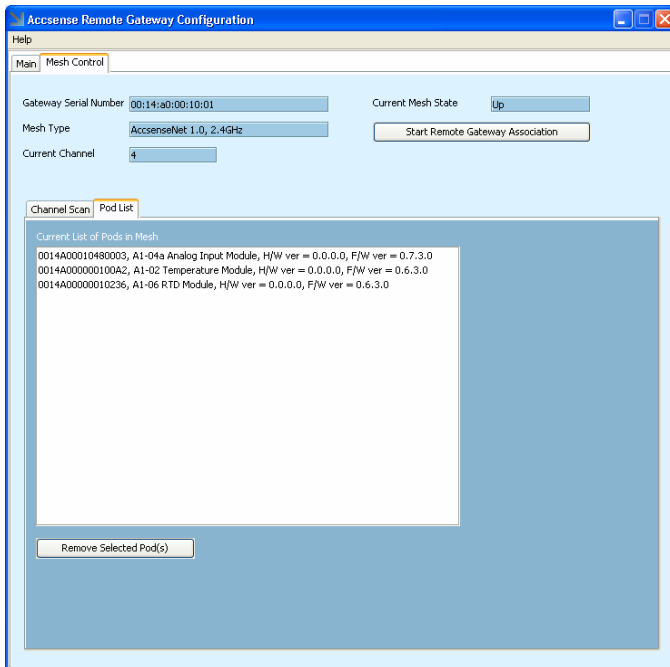 Accsense Remote Gateway Configuration
Help
Main Mesh Control
Gateway Serial Number 00:14:a0:00:10:01 Current Mesh State Up
Mesh Type AccsenseNet 1.0, 2.4GHz Start Remote Gateway Association
Current Channel 4
Channel Scan Pod List
Current List of Pods in Mesh
0014A00010480003, A1-04a Analog Input Module, H/W ver = 0.0.0.0, F/W ver = 0.7.3.0
0014A000000100A2, A1-02 Temperature Module, H/W ver = 0.0.0.0, F/W ver = 0.6.3.0
0014A00000010236, A1-06 RTD Module, H/W ver = 0.0.0.0, F/W ver = 0.6.3.0
Remove Selected Pod(s)